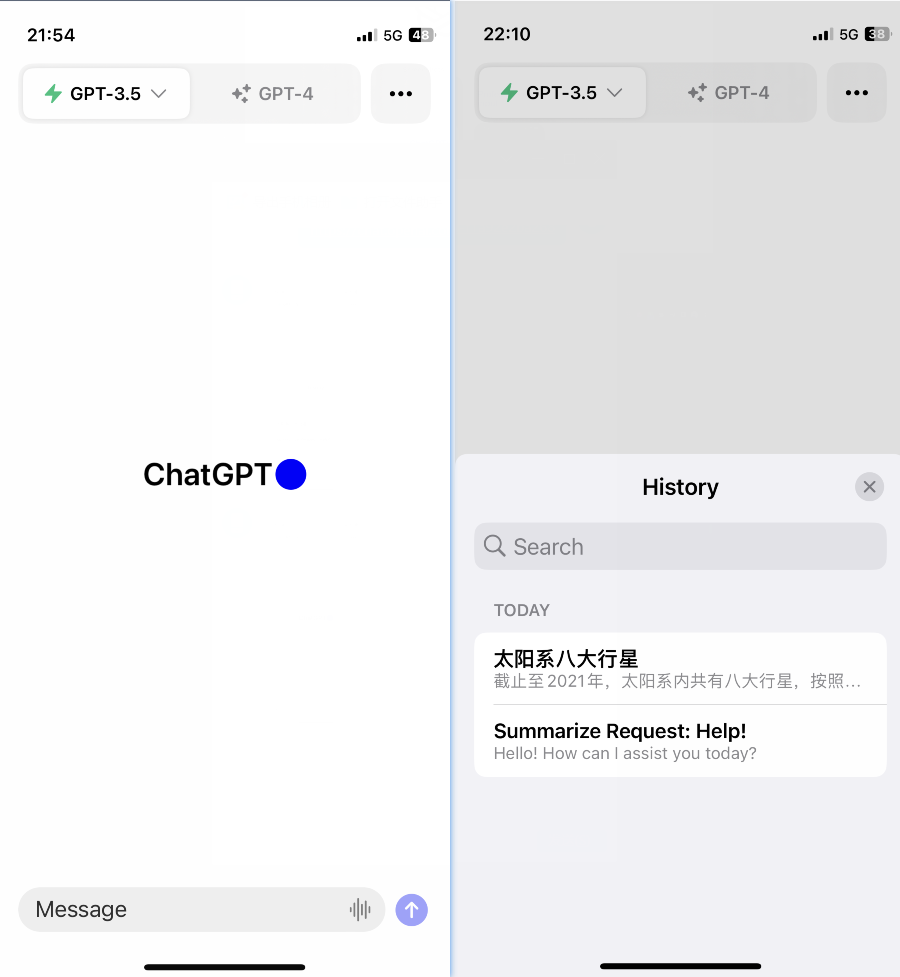 21:54
5G 48
GPT-3.5
GPT-4
ChatGPT
Message
22:10
5G 38
GPT-3.5
GPT-4
History
Search
TODAY
太阳系八大行星
截止至2021年，太阳系内共有八大行星，按照...
Summarize Request: Help!
Hello! How can I assist you today?